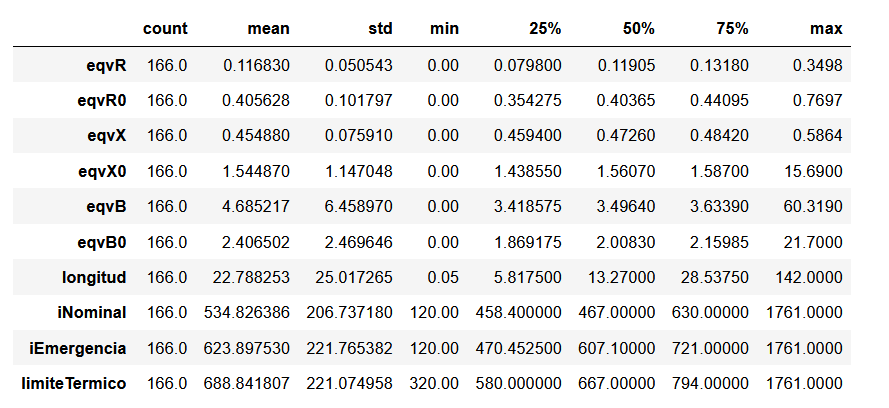 count mean std min 25% 50% 75% max
eqvR 166.0 0.116830 0.050543 0.00 0.079800 0.11905 0.13180 0.3498
eqvR0 166.0 0.405628 0.101797 0.00 0.354275 0.40365 0.44095 0.7697
eqvX 166.0 0.454880 0.075910 0.00 0.459400 0.47260 0.48420 0.5864
eqvX0 166.0 1.544870 1.147048 0.00 1.438550 1.56070 1.58700 15.6900
eqvB 166.0 4.685217 6.458970 0.00 3.418575 3.49640 3.63390 60.3190
eqvB0 166.0 2.406502 2.469646 0.00 1.869175 2.00830 2.15985 21.7000
longitud 166.0 22.788253 25.017265 0.05 5.817500 13.27000 28.53750 142.0000
iNominal 166.0 534.826386 206.737180 120.00 458.400000 467.00000 630.00000 1761.0000
iEmergencia 166.0 623.897530 221.765382 120.00 470.452500 607.10000 721.00000 1761.0000
limiteTermico 166.0 688.841807 221.074958 320.00 580.000000 667.00000 794.00000 1761.0000